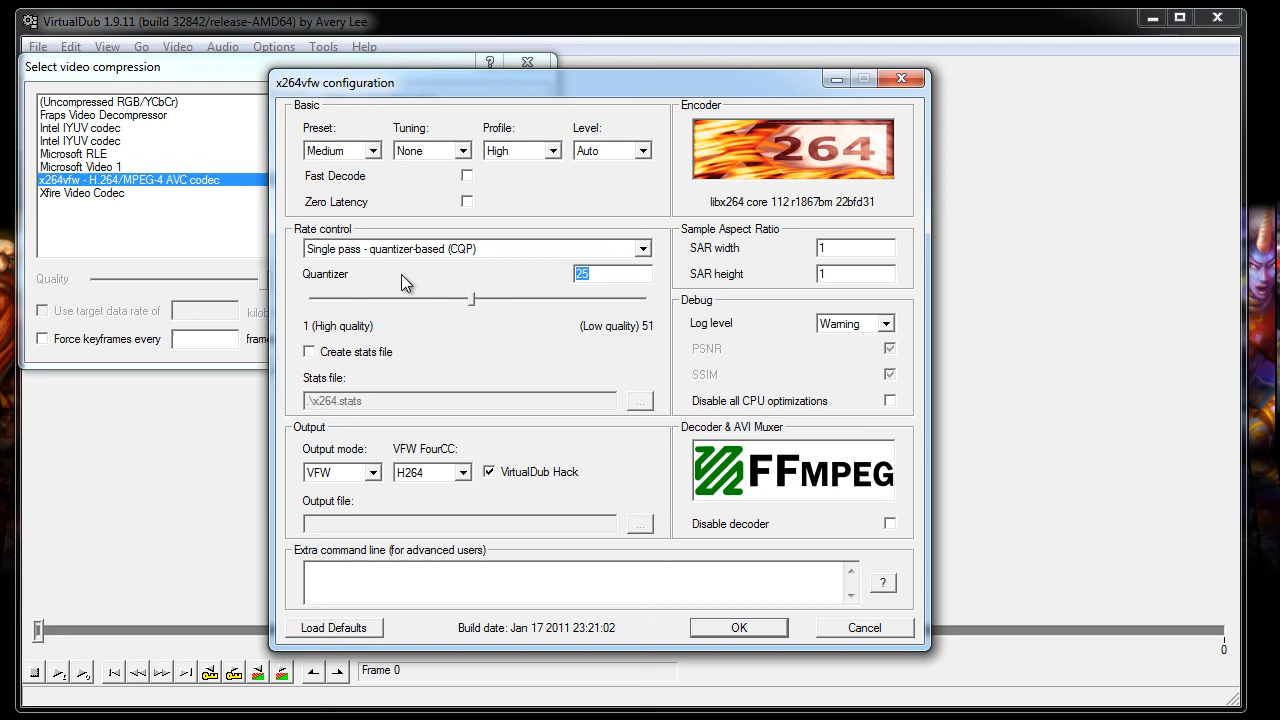 VirtualDub 1.9.11 (build 32842/release-AMD64) by Avery Lee
File Edit View Go Video Audio Options Tools Help
Select video compression
(Uncompressed RGB/YCbCr)
Fraps Video Decompressor
Intel IYUV codec
Intel IYUV codec
Microsoft RLE
Microsoft Video 1
x264vfw - H.264/MPEG-4 AVC codec
Xfire Video Codec
Quality
Use target data rate of
Force keyframes every
x264vfw configuration
Basic
Preset: Tuning: Profile: Level:
Medium None High Auto
Fast Decode
Zero Latency
Rate control
Single pass - quantizer-based (CQP)
Quantizer 25
1 (High quality) (Low quality) 51
Create stats file
Stats file:
.\x264.stats
...
Output
Output mode: VFW FourCC:
VFW H264 VirtualDub Hack
Output file:
...
Encoder
264
libx264 core 112 r1867bm 22bfd31
Sample Aspect Ratio
SAR width 1
SAR height 1
Debug
Log level Warning
PSNR
SSIM
Disable all CPU optimizations
Decoder & AVI Muxer
FFMPEG
Disable decoder
Extra command line (for advanced users)
?
Load Defaults Build date: Jan 17 2011 23:21:02 OK Cancel
0
Frame 0